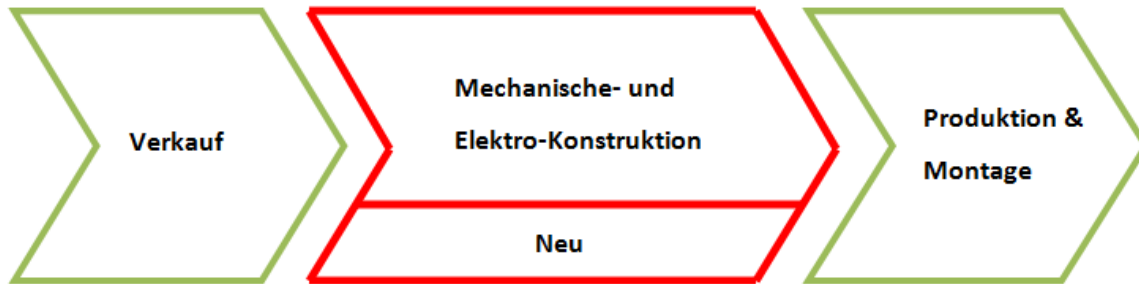 Verkauf
Mechanische- und
Elektro-Konstruktion
Neu
Produktion &
Montage